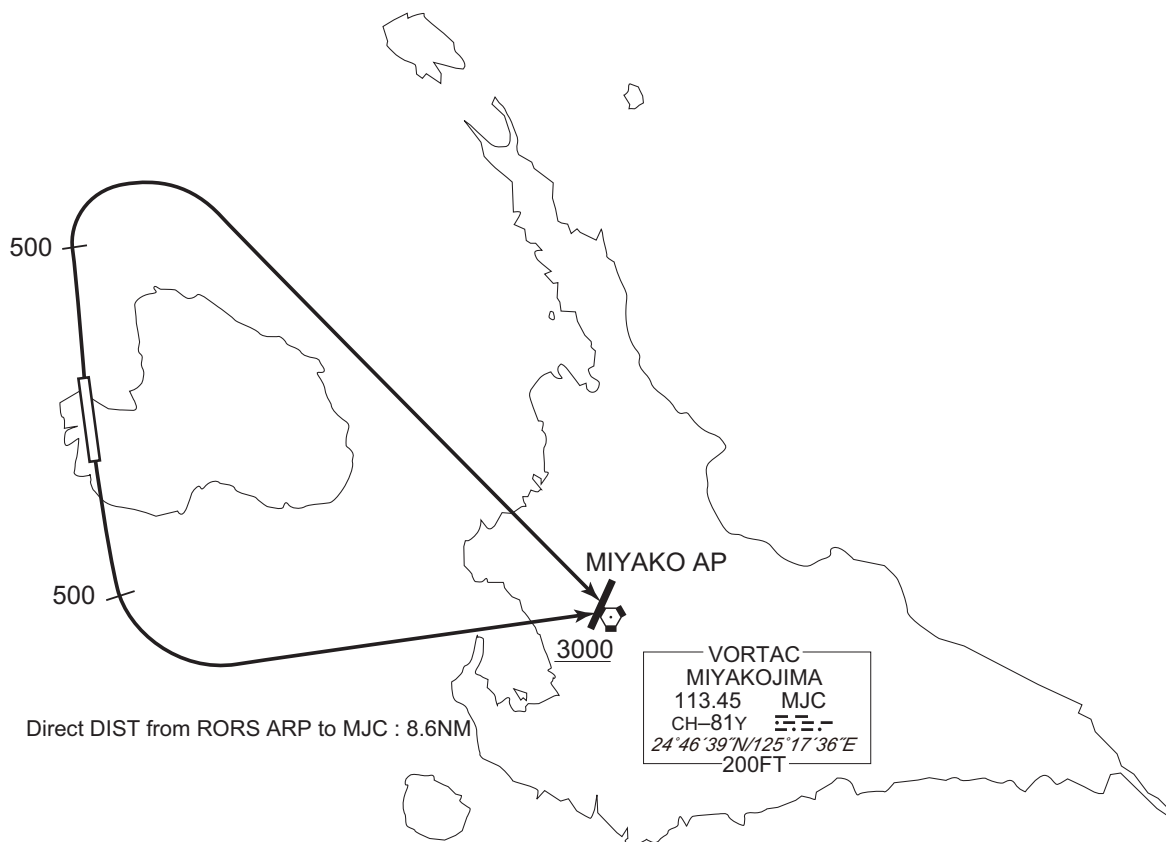 500
500
MIYAKO AP
3000
VORTAC
MIYAKOJIMA
113.45 MJC
CH–81Y
24°46´39˝N/125°17´36˝E
200FT
Direct DIST from RORS ARP to MJC : 8.6NM